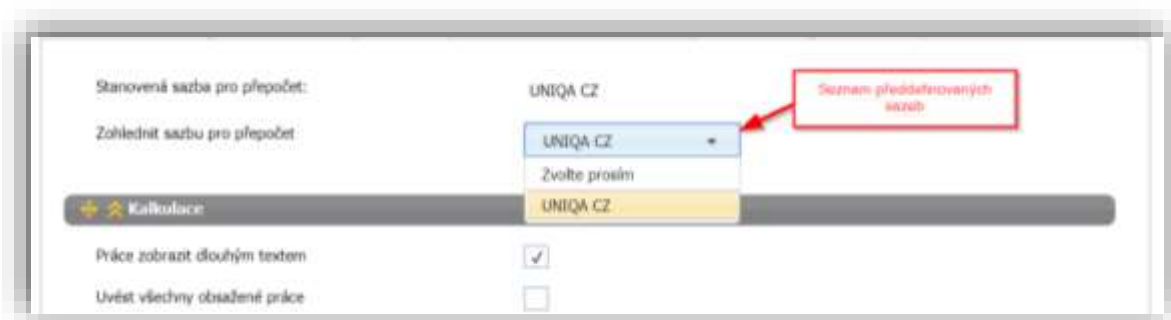 Stanovená sazba pro přepočet:
UNIQA CZ
Seznam předdefinovaných
sazeb
Zohlednit sazbu pro přepočet
UNIQA CZ
Zvolte prosím
UNIQA CZ
Kalkulace
Práce zobrazit dlouhým textem
Uvést všechny obsažené práce